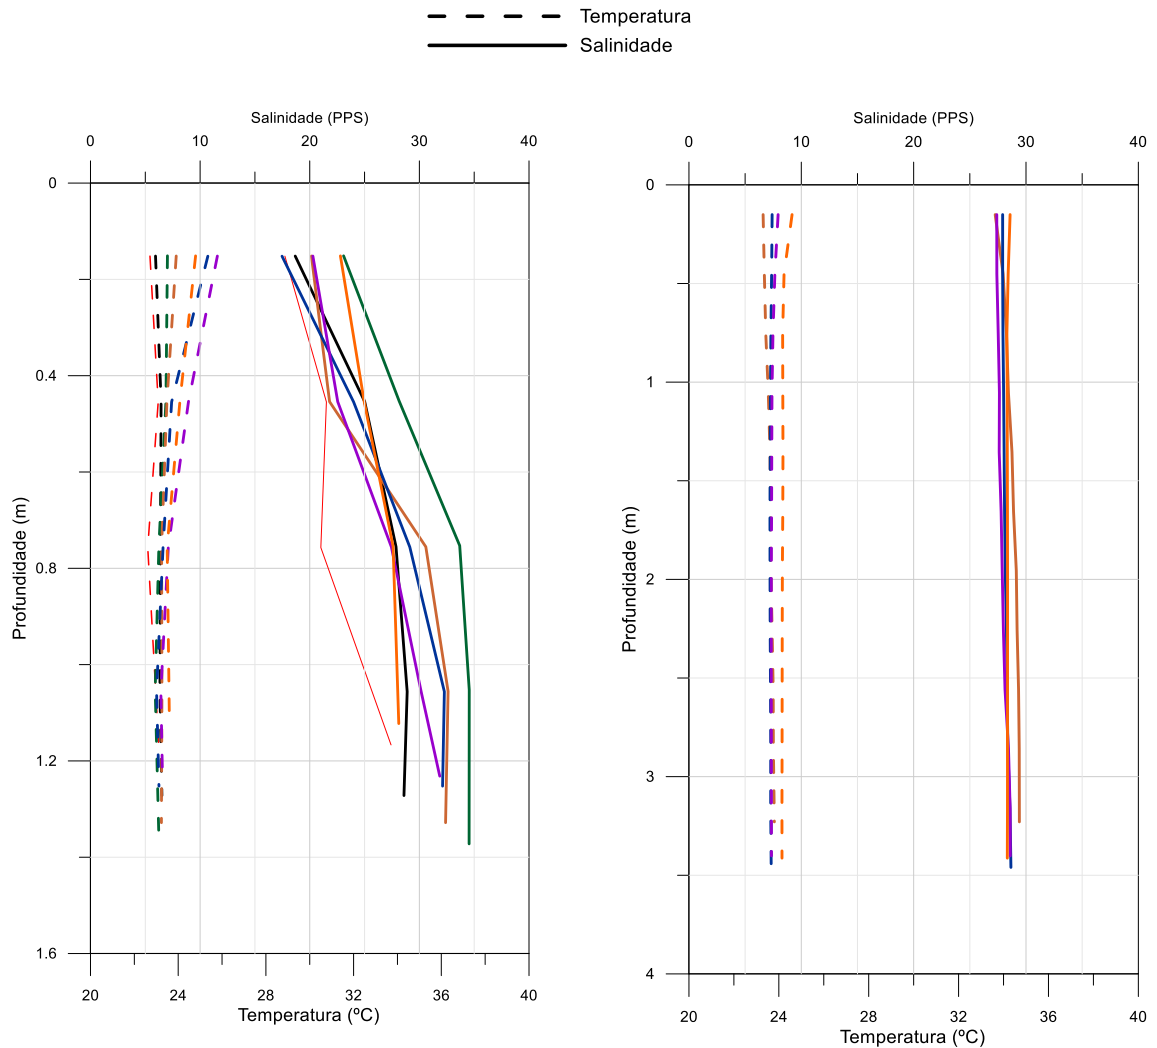 Temperatura
Salinidade
Salinidade (PPS)
0 10 20 30 40
0
0.4
0.8
1.2
1.6
Profundidade (m)
20 24 28 32 36 40
Temperatura (ºC)
Salinidade (PPS)
0 10 20 30 40
0
1
2
3
4
Profundidade (m)
20 24 28 32 36 40
Temperatura (ºC)